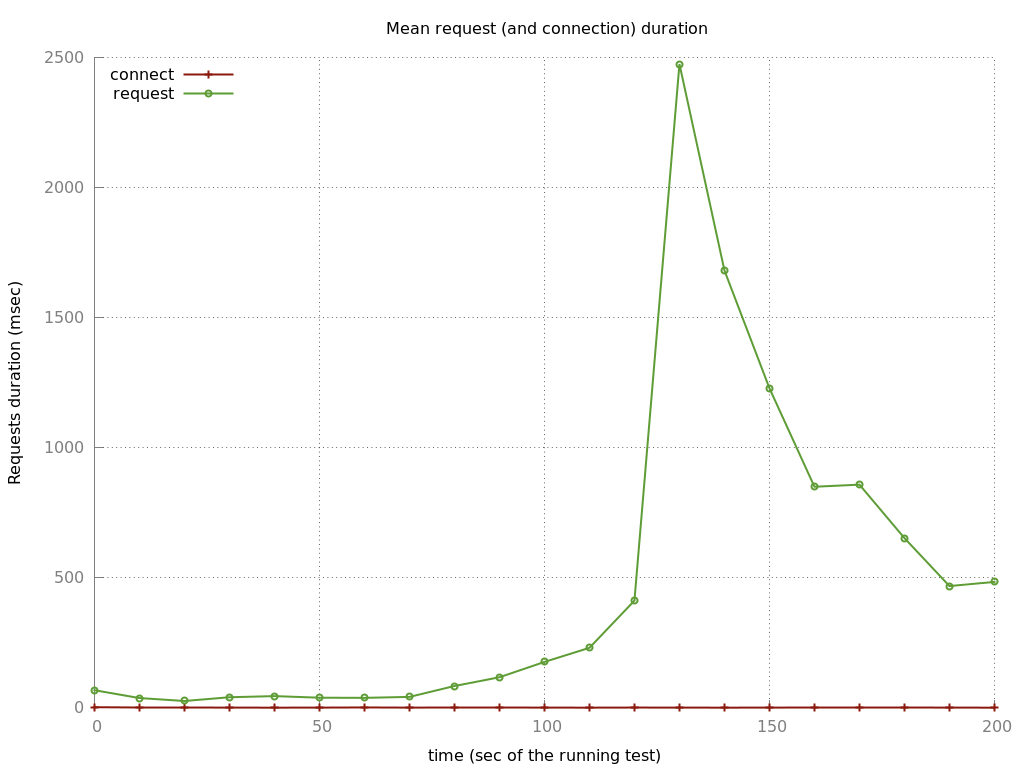 Mean request (and connection) duration
2500
connect
request
2000
1500
Requests duration (msec)
1000
500
0
0 50 100 150 200
time (sec of the running test)